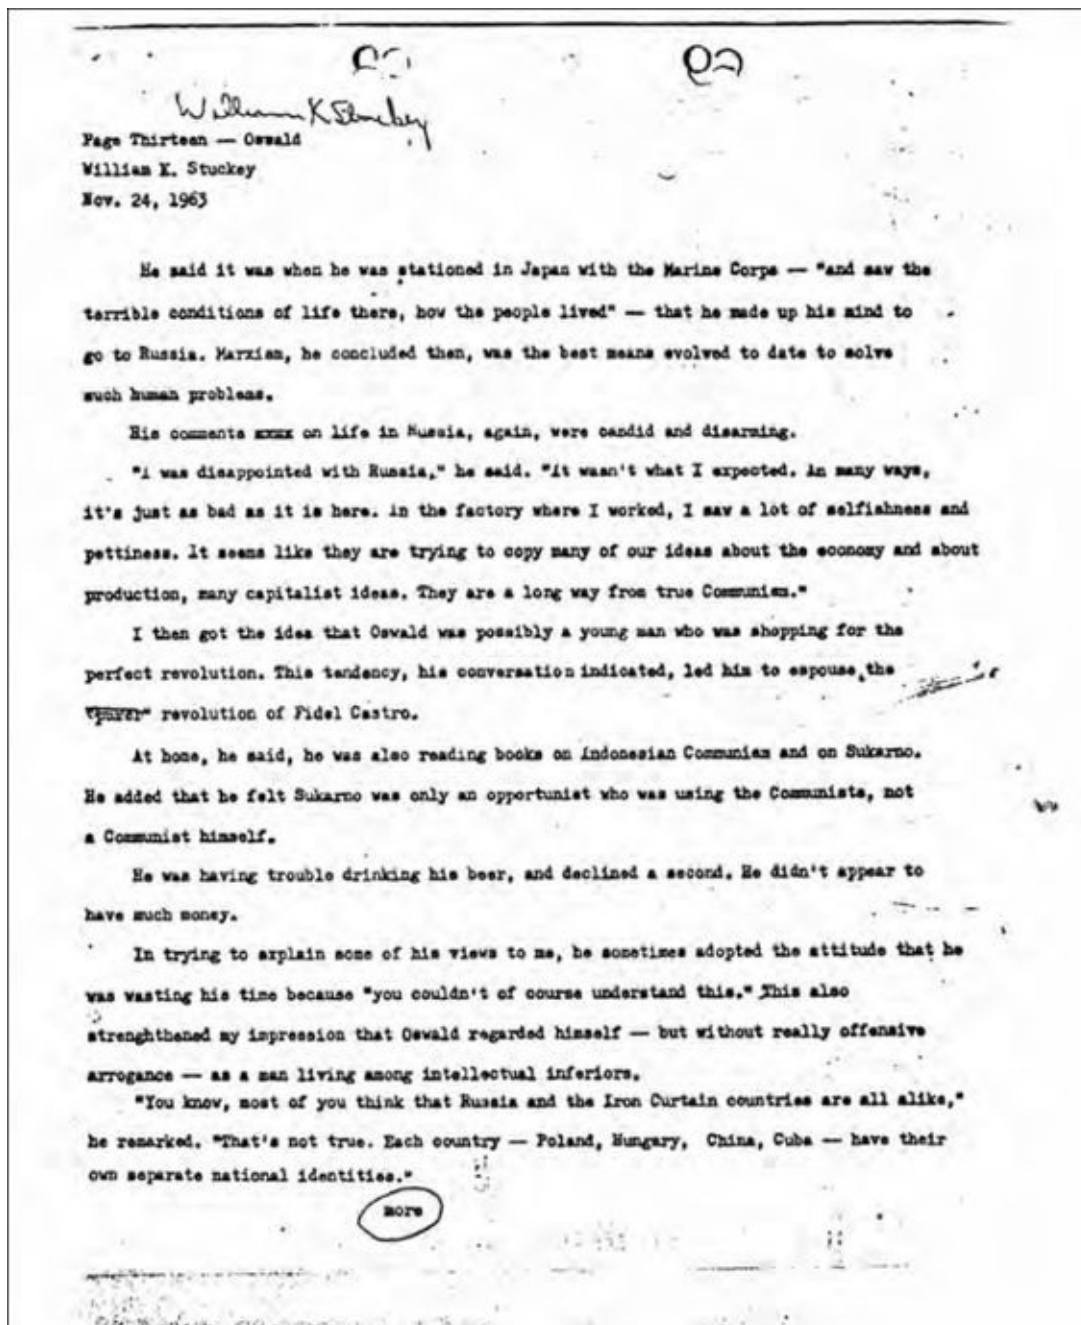 William K Stuckey
Page Thirteen — Oswald
William K. Stuckey
Nov. 24, 1963
He said it was when he was stationed in Japan with the Marine Corps — "and saw the
terrible conditions of life there, how the people lived" — that he made up his mind to
go to Russia. Marxism, he concluded then, was the best means evolved to date to solve
such human problems.
His comments xxxx on life in Russia, again, were candid and disarming.
"I was disappointed with Russia," he said. "It wasn't what I expected. In many ways,
it's just as bad as it is here. In the factory where I worked, I saw a lot of selfishness and
pettiness. It seems like they are trying to copy many of our ideas about the economy and about
production, many capitalist ideas. They are a long way from true Communism."
I then got the idea that Oswald was possibly a young man who was shopping for the
perfect revolution. This tendency, his conversation indicated, led him to espouse the
"purer" revolution of Fidel Castro.
At home, he said, he was also reading books on Indonesian Communism and on Sukarno.
He added that he felt Sukarno was only an opportunist who was using the Communists, not
a Communist himself.
He was having trouble drinking his beer, and declined a second. He didn't appear to
have much money.
In trying to explain some of his views to me, he sometimes adopted the attitude that he
was wasting his time because "you couldn't of course understand this." This also
strenghthened my impression that Oswald regarded himself — but without really offensive
arrogance — as a man living among intellectual inferiors.
"You know, most of you think that Russia and the Iron Curtain countries are all alike,"
he remarked. "That's not true. Each country — Poland, Hungary, China, Cuba — have their
own separate national identities."
more